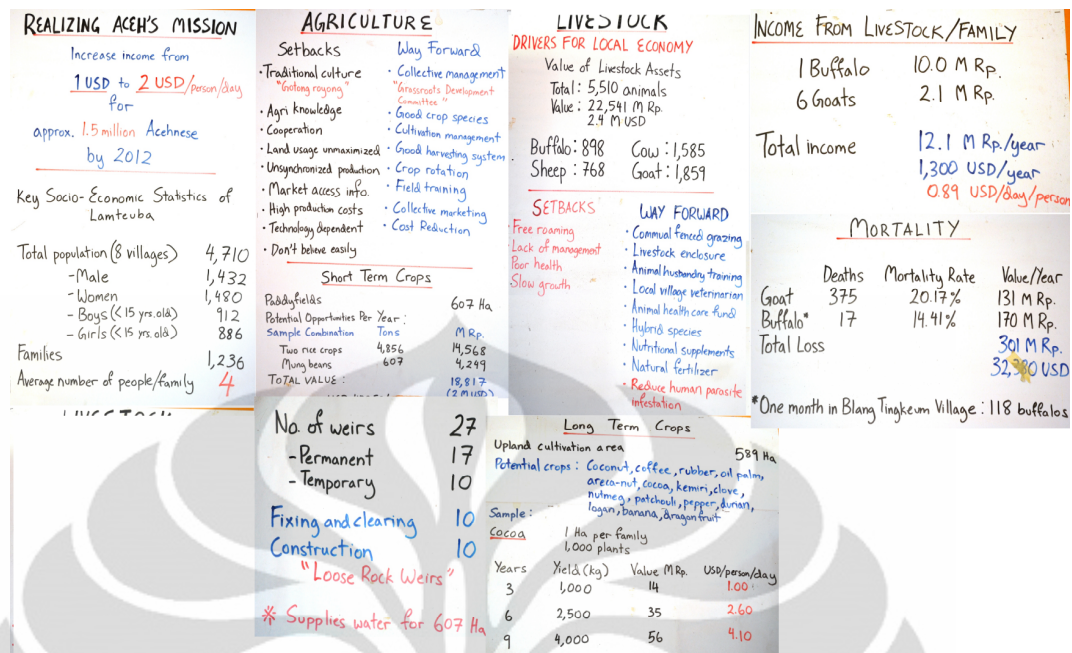 REALIZING ACEH'S MISSION
Increase income from
1 USD to 2 USD/person/day
for
approx. 1.5 million Acehnese
by 2012
Key Socio-Economic Statistics of
Lamteuba
Total population (8 villages) 4,710
-Male 1,432
-Women 1,480
-Boys (<15 yrs. old) 912
-Girls (<15 yrs. old) 886
Families 1,236
Average number of people/family 4
LIVESTOCK
AGRICULTURE
Setbacks
• Traditional culture
"Gotong royong"
• Agri knowledge
• Cooperation
• Land usage unmaximized
• Unsynchronized production
• Market access info.
• High production costs
• Technology dependent
• Don't believe easily
Way Forward
• Collective management
"Grassroots Development
Committee"
• Good crop species
• Cultivation management
• Good harvesting system
• Crop rotation
• Field training
• Collective marketing
• Cost Reduction
Short Term Crops
Paddyfields 607 Ha
Potential Opportunities Per Year:
Sample Combination Tons M Rp.
Two rice crops 4,856 14,568
Mung beans 607 4,249
TOTAL VALUE: 18,817
(2 M USD)
No. of weirs 27
-Permanent 17
-Temporary 10
Fixing and clearing 10
Construction 10
"Loose Rock Weirs"
* Supplies water for 607 Ha
LIVESTOCK
DRIVERS FOR LOCAL ECONOMY
Value of Livestock Assets
Total: 5,510 animals
Value: 22,541 M Rp.
2.4 M USD
Buffalo: 898 Cow: 1,585
Sheep: 768 Goat: 1,859
SETBACKS
• Free roaming
Lack of management
Poor health
Slow growth
WAY FORWARD
• Commual fenced grazing
• Livestock enclosure
• Animal husbandry training
• Local village veterinarian
• Animal health care fund
• Hybrid species
• Nutritional supplements
• Natural fertilizer
• Reduce human parasite
infestation
Long Term Crops
Upland cultivation area 589 Ha
Potential crops: Coconut, coffee, rubber, oil palm,
areca-nut, cocoa, kemiri, clove,
nutmeg, patchouli, pepper, durian,
logan, banana, dragonfruit
Sample:
Cocoa 1 Ha per family
1,000 plants
Years Yield (kg) Value M Rp. USD/person/day
3 1,000 14 1.00
6 2,500 35 2.60
9 4,000 56 4.10
INCOME FROM LIVESTOCK/FAMILY
1 Buffalo 10.0 M Rp.
6 Goats 2.1 M Rp.
Total income 12.1 M Rp./year
1,300 USD/year
0.89 USD/day/person
MORTALITY
Deaths Mortality Rate Value/Year
Goat 375 20.17% 131 M Rp.
Buffalo* 17 14.41% 170 M Rp.
Total Loss 301 M Rp.
32,380 USD
*One month in Blang Tingkeum Village: 118 buffalos